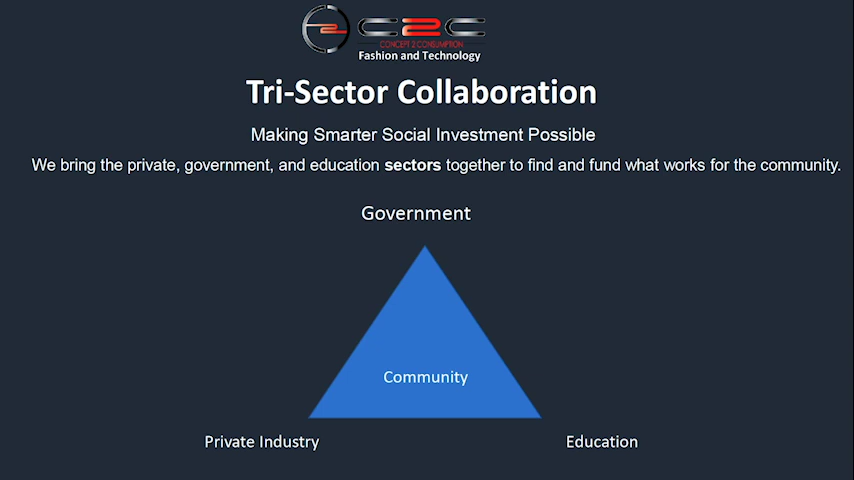 C2C
CONCEPT 2 CONSUMPTION
Fashion and Technology
Tri-Sector Collaboration
Making Smarter Social Investment Possible
We bring the private, government, and education sectors together to find and fund what works for the community.
Government
Community
Private Industry
Education